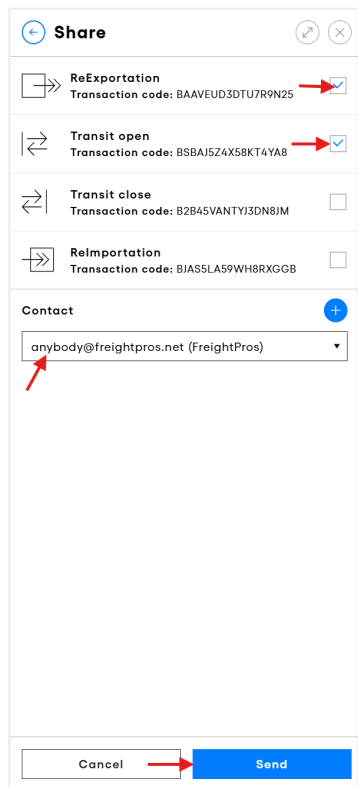 Share
ReExportation
Transaction code: BAAVEUD3DTU7R9N25
Transit open
Transaction code: BSBAJ5Z4X58KT4YA8
Transit close
Transaction code: B2B45VANTYJ3DN8JM
ReImportation
Transaction code: BJAS5LA59WH8RXGGB
Contact
anybody@freightpros.net (FreightPros)
Cancel
Send